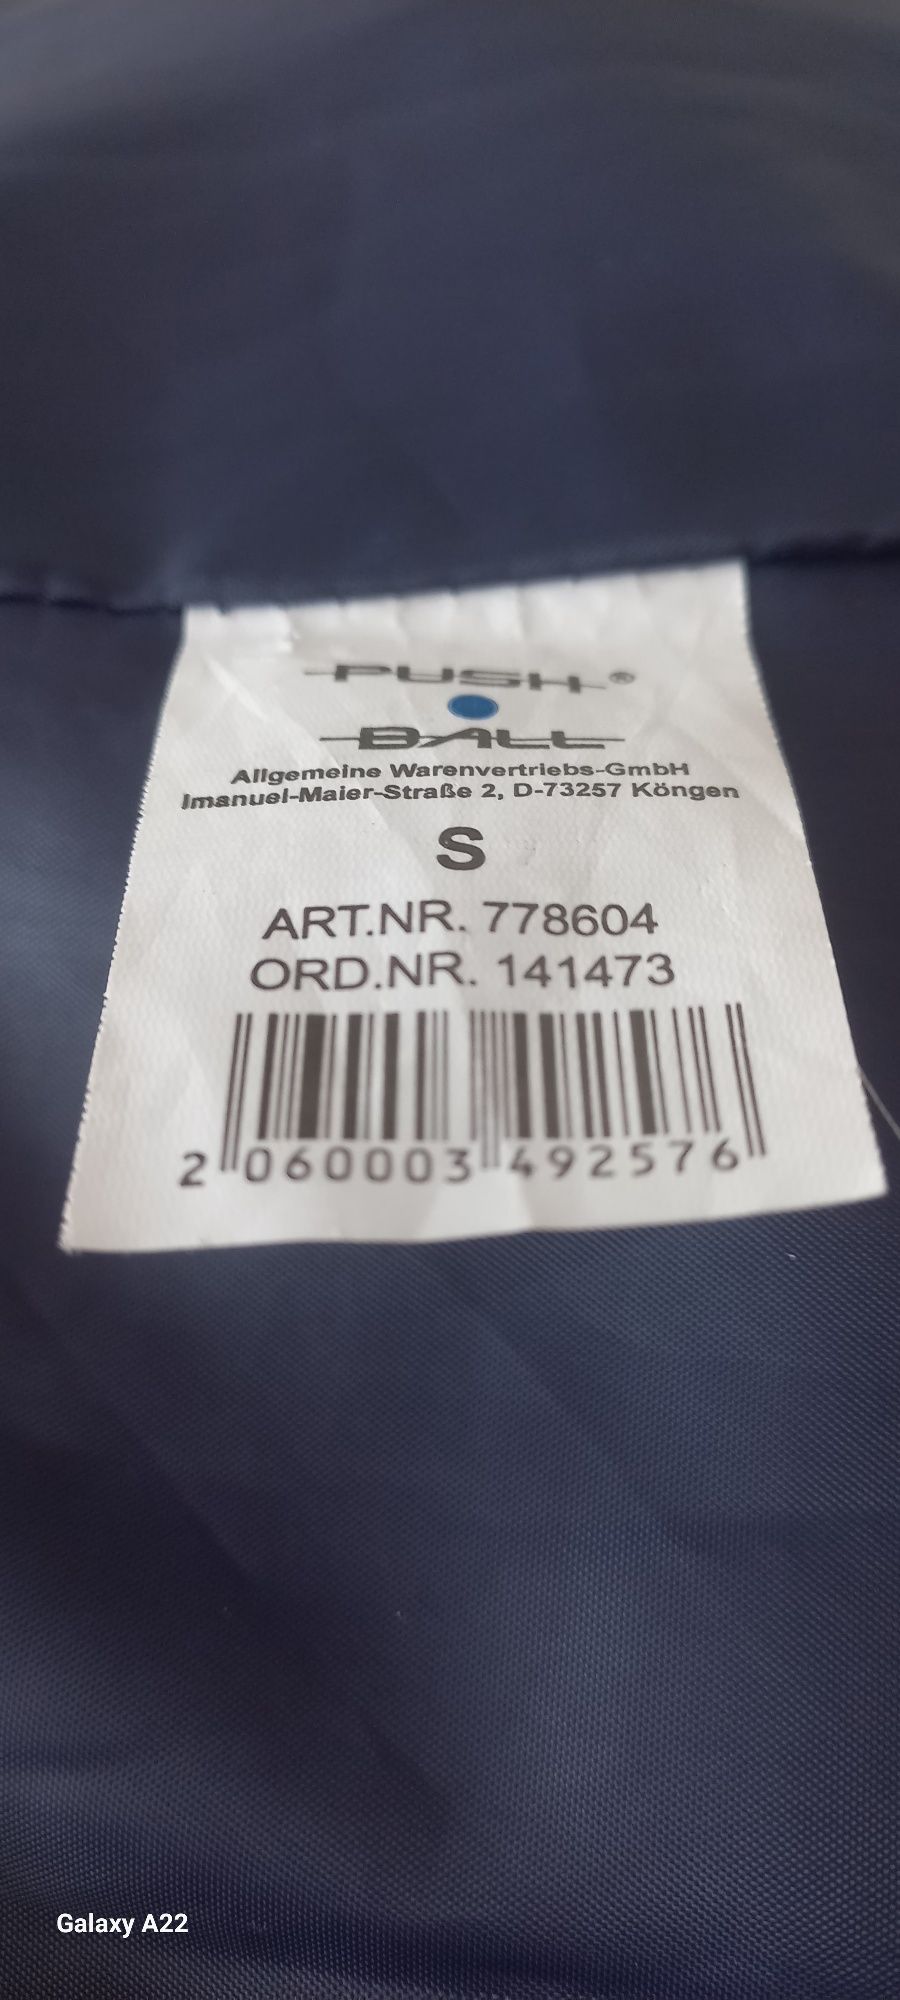 PUSH®
BALL
Allgemeine Warenvertriebs-GmbH
Imanuel-Maier-Straße 2, D-73257 Köngen
S
ART.NR. 778604
ORD.NR. 141473
2 060003 492576
Galaxy A22